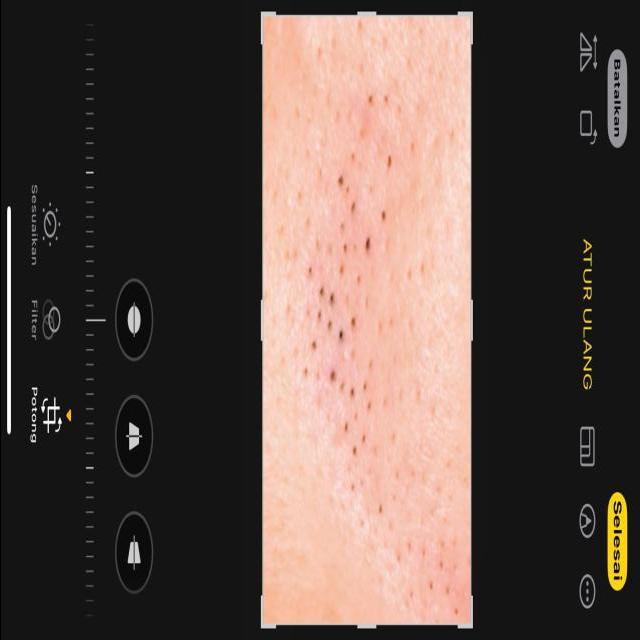 Batalkan
ATUR ULANG
Selesai
Sesuaikan
Filter
Potong